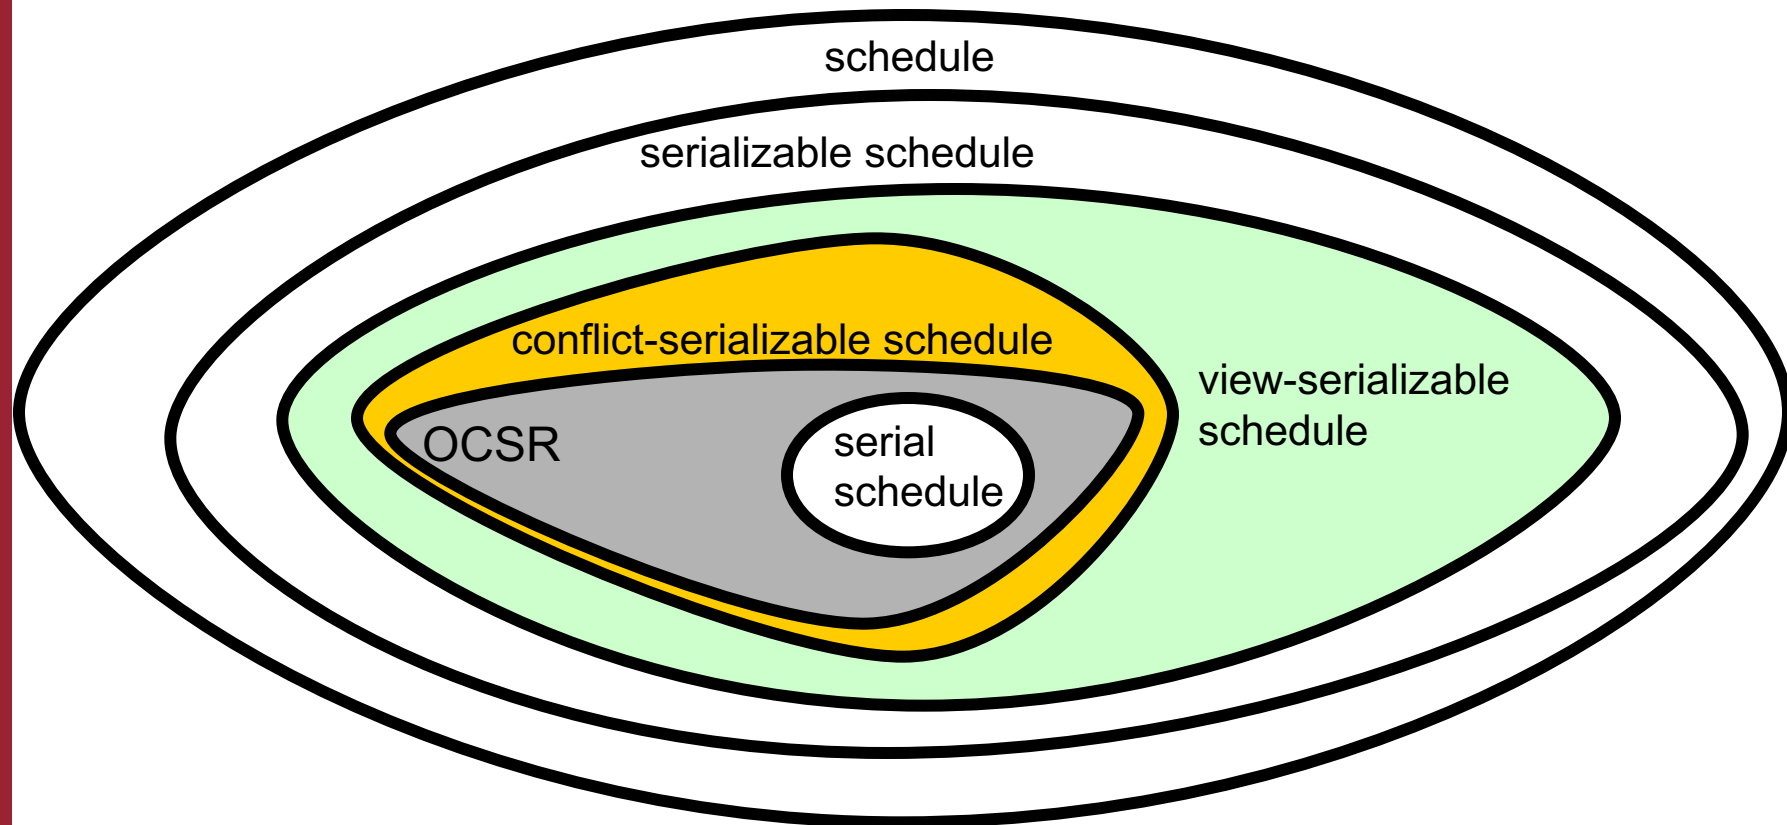 schedule
serializable schedule
conflict-serializable schedule
view-serializable
schedule
OCSR
serial
schedule